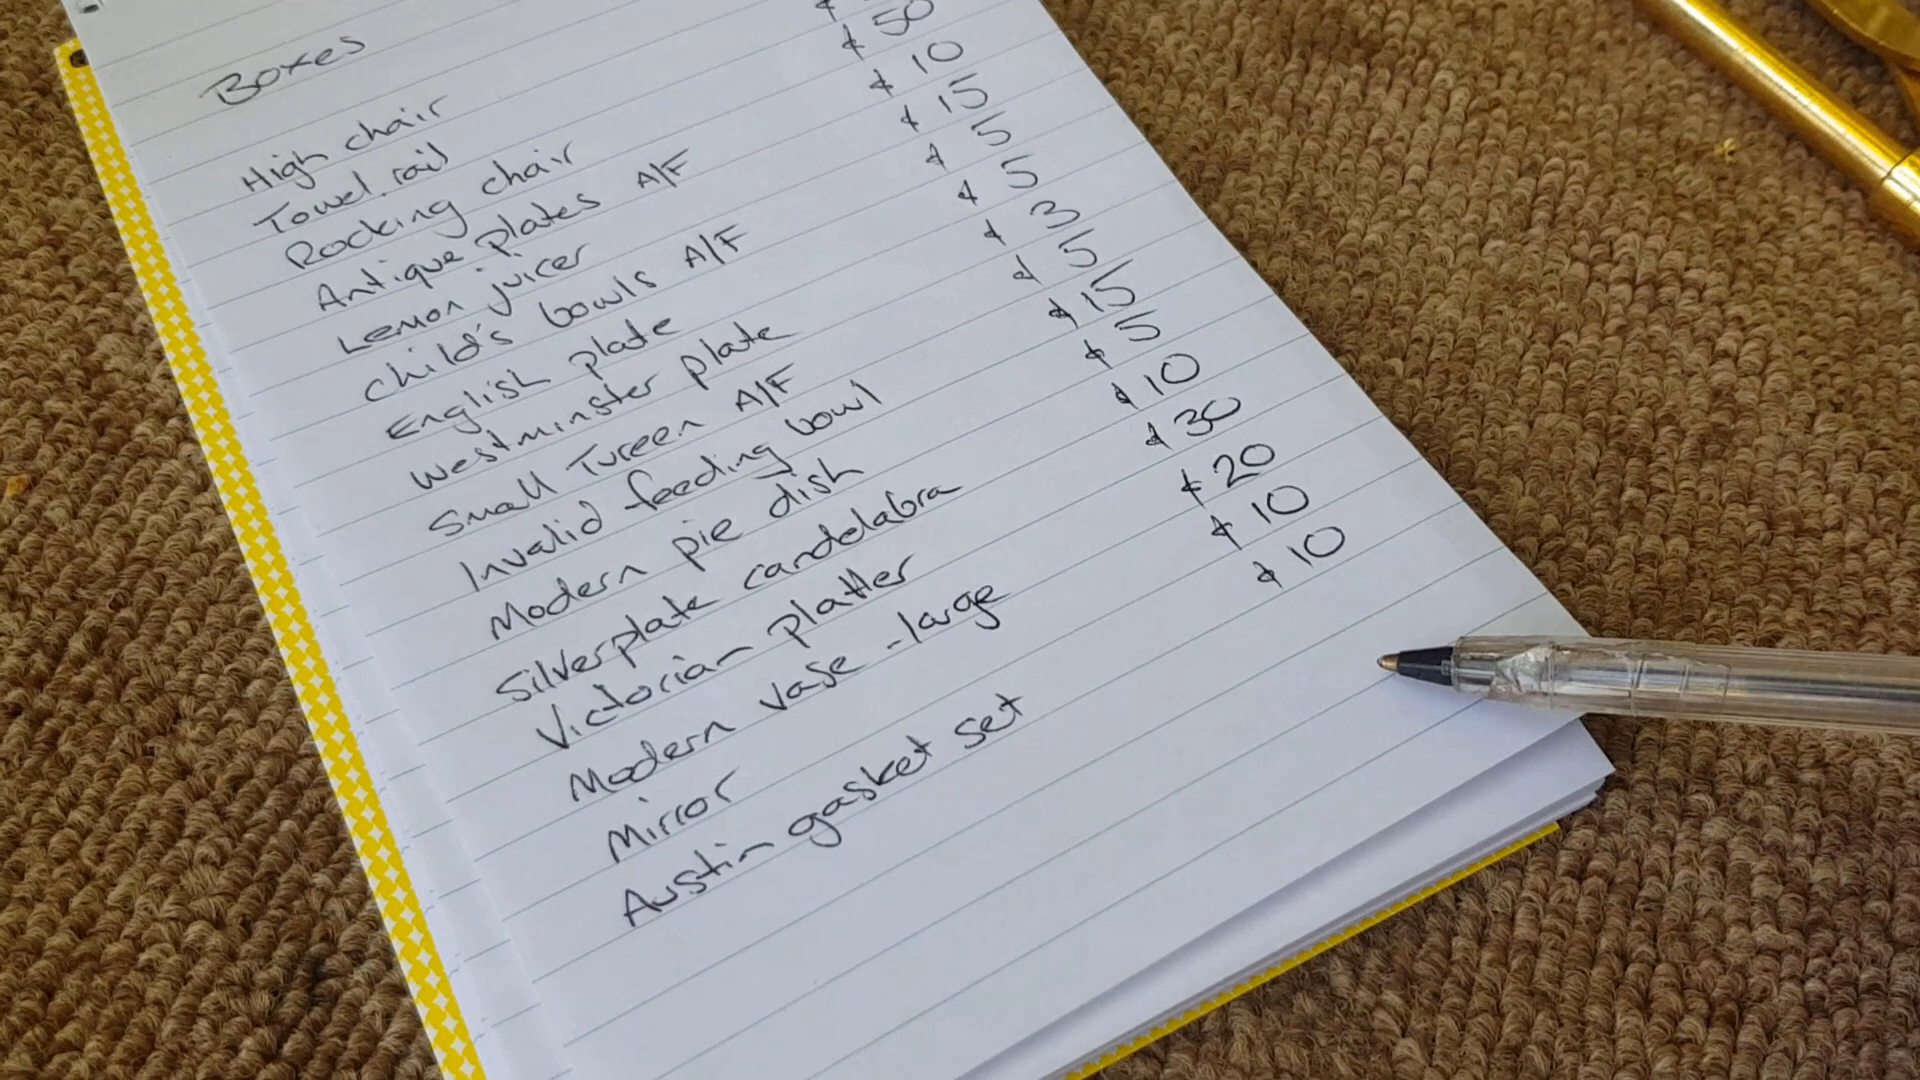 Boxes
High chair
Towel rail
Rocking chair $ 50
Antique plates A/F $ 10
Lemon juicer $ 15
Child's bowls A/F $ 5
English plate $ 5
Westminster plate $ 3
Small Tureen A/F $ 5
Invalid feeding bowl $ 15
Modern pie dish $ 5
Silverplate candelabra $ 10
Victorian platter $ 30
Modern vase - large $ 20
Mirror $ 10
Austin gasket set $ 10